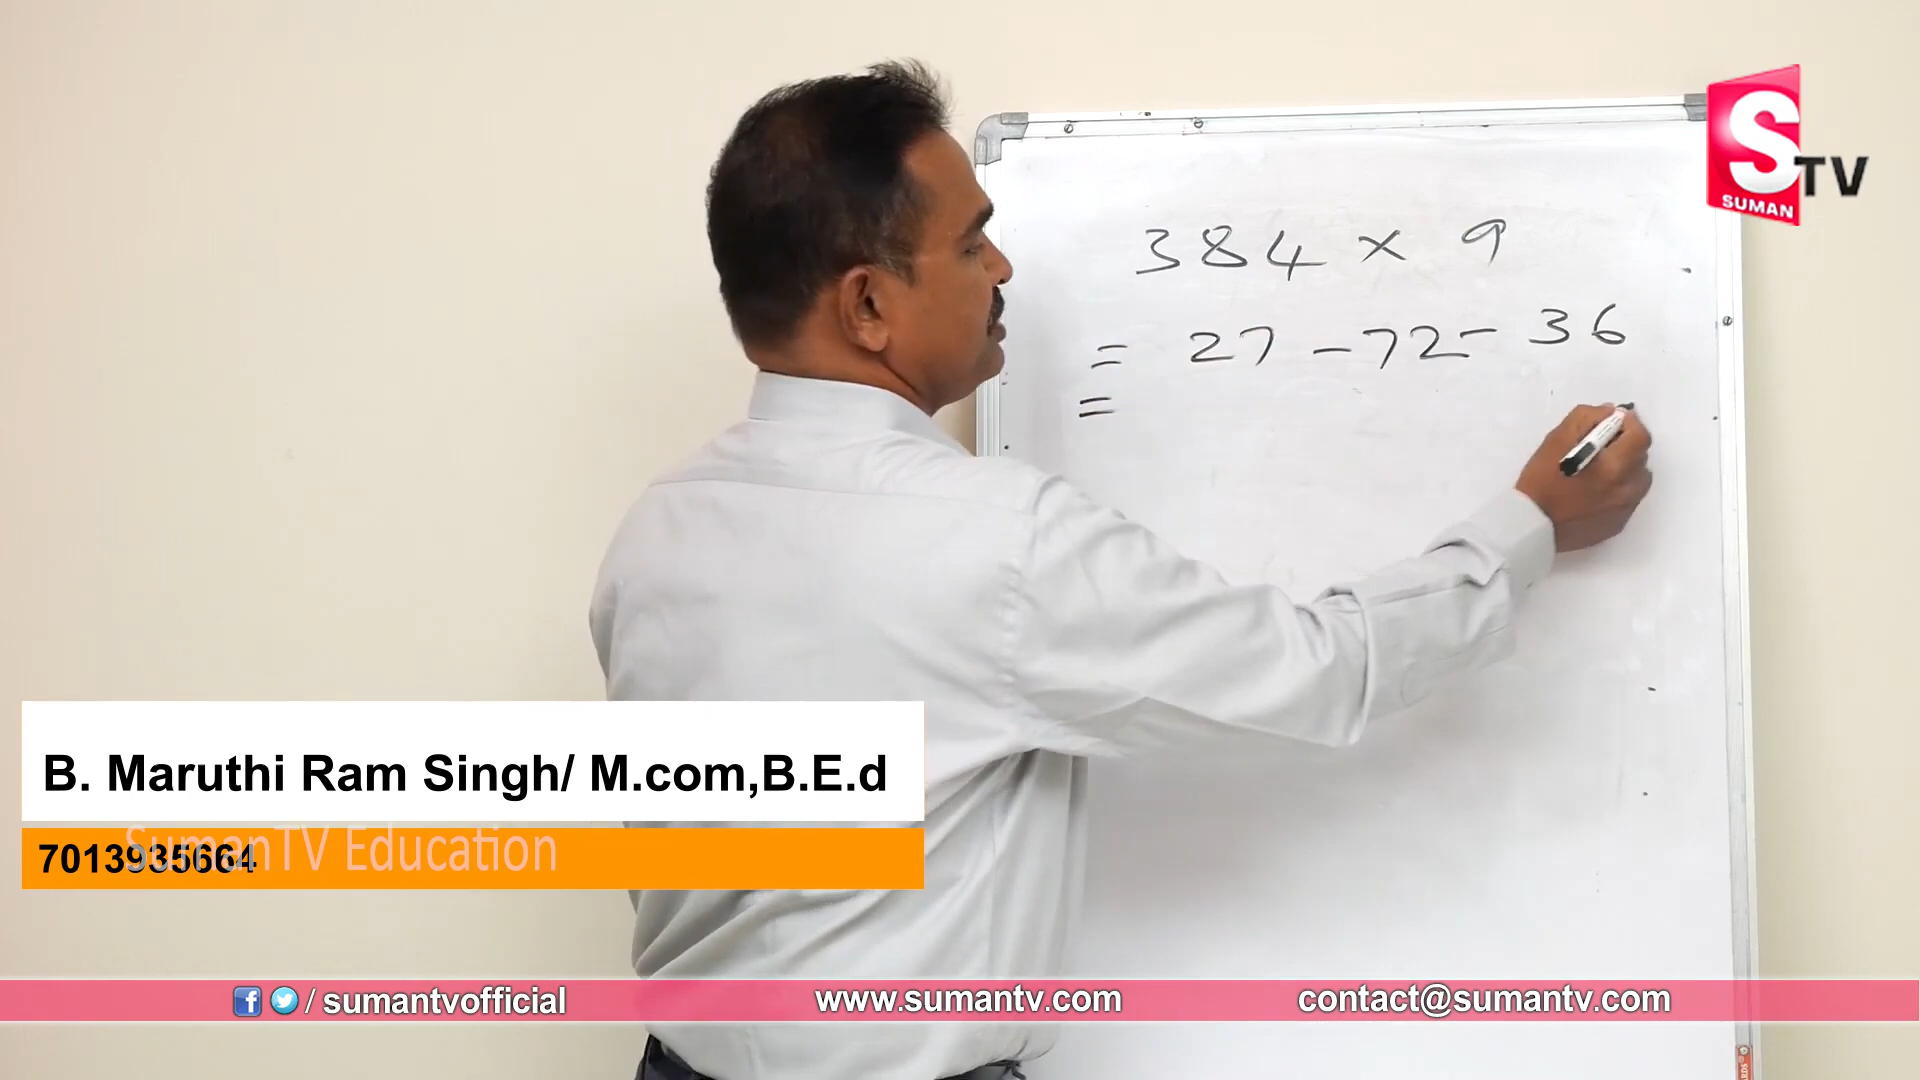 S
TV
SUMAN
384 × 9
= 27 – 72 – 36
=
B. Maruthi Ram Singh/ M.com,B.E.d
SumanTV Education
7013935664
/ sumantvofficial
www.sumantv.com
contact@sumantv.com